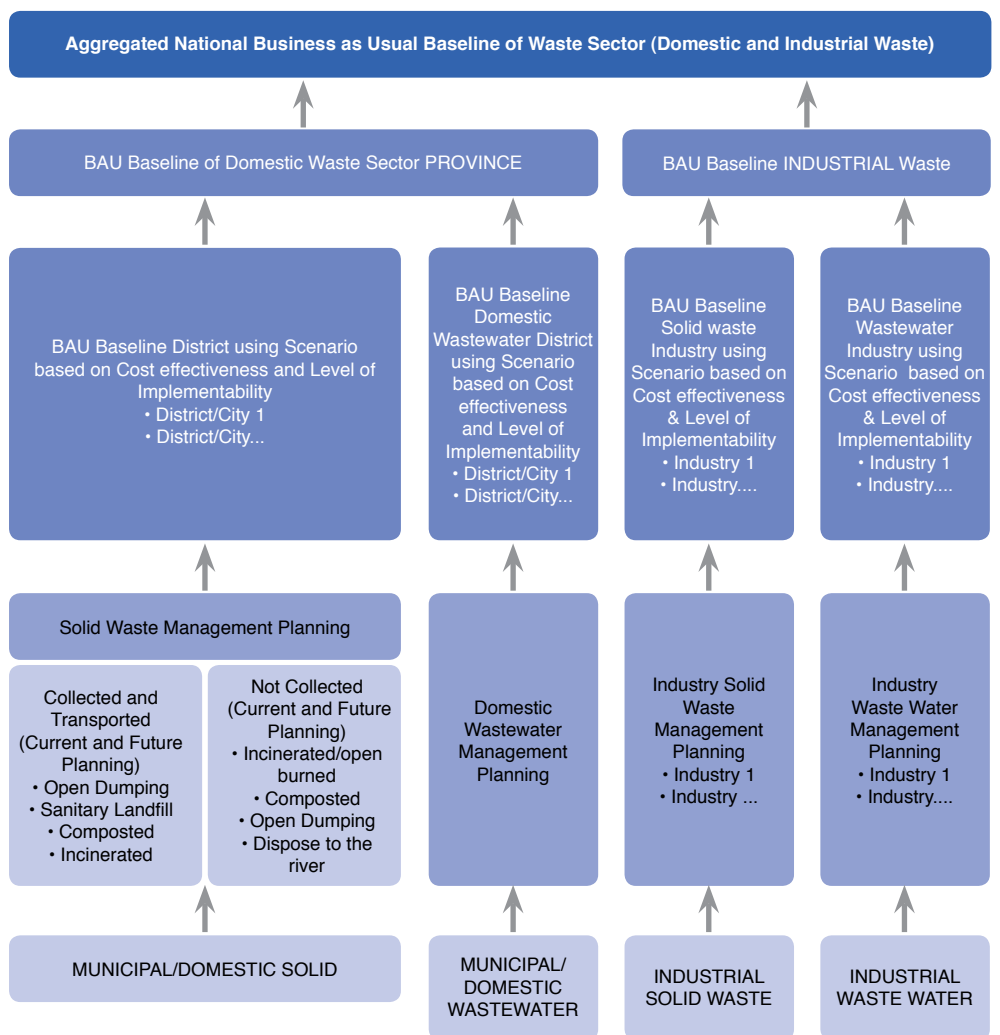 Aggregated National Business as Usual Baseline of Waste Sector (Domestic and Industrial Waste)
BAU Baseline of Domestic Waste Sector PROVINCE
BAU Baseline INDUSTRIAL Waste
BAU Baseline District using Scenario
based on Cost effectiveness and Level of
Implementability
• District/City 1
• District/City...
BAU Baseline
Domestic
Wastewater District
using Scenario
based on Cost
effectiveness
and Level of
Implementability
• District/City 1
• District/City...
BAU Baseline
Solid waste
Industry using
Scenario based on
Cost effectiveness
& Level of
Implementability
• Industry 1
• Industry....
BAU Baseline
Wastewater
Industry using
Scenario based on
Cost effectiveness
& Level of
Implementability
• Industry 1
• Industry....
Solid Waste Management Planning
Collected and
Transported
(Current and Future
Planning)
• Open Dumping
• Sanitary Landfill
• Composted
• Incinerated
Not Collected
(Current and Future
Planning)
• Incinerated/open
burned
• Composted
• Open Dumping
• Dispose to the
river
Domestic
Wastewater
Management
Planning
Industry Solid
Waste
Management
Planning
• Industry 1
• Industry ...
Industry
Waste Water
Management
Planning
• Industry 1
• Industry....
MUNICIPAL/DOMESTIC SOLID
MUNICIPAL/
DOMESTIC
WASTEWATER
INDUSTRIAL
SOLID WASTE
INDUSTRIAL
WASTE WATER